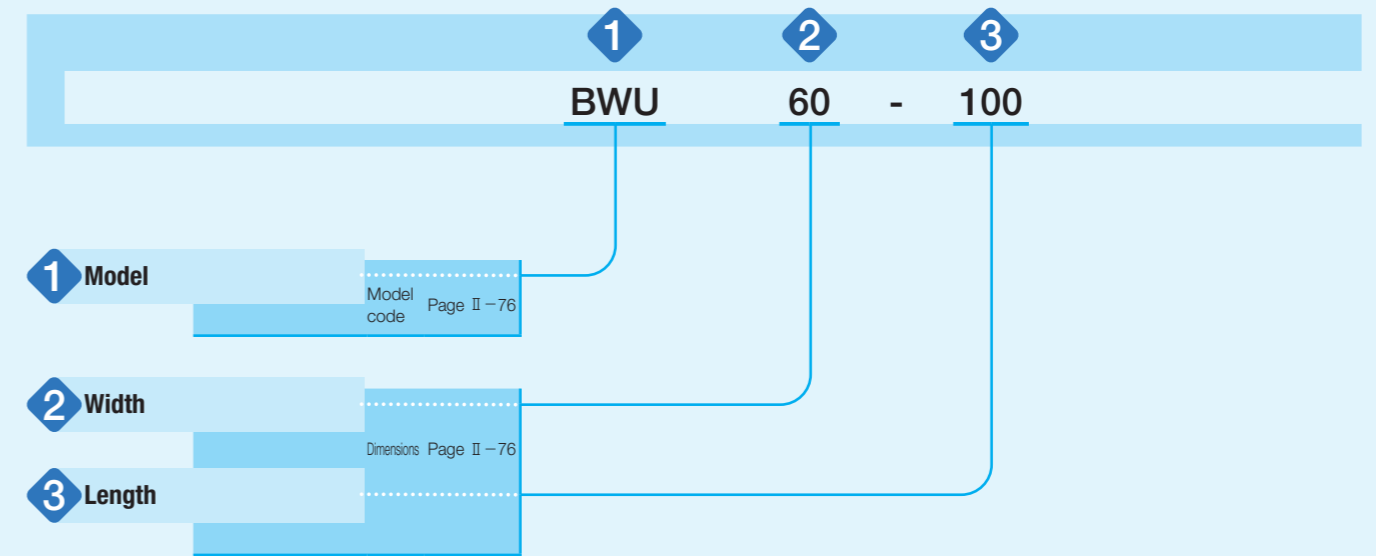 1 2 3
BWU 60 - 100
1 Model
Model code Page Ⅱ－76
2 Width
Dimensions Page Ⅱ－76
3 Length